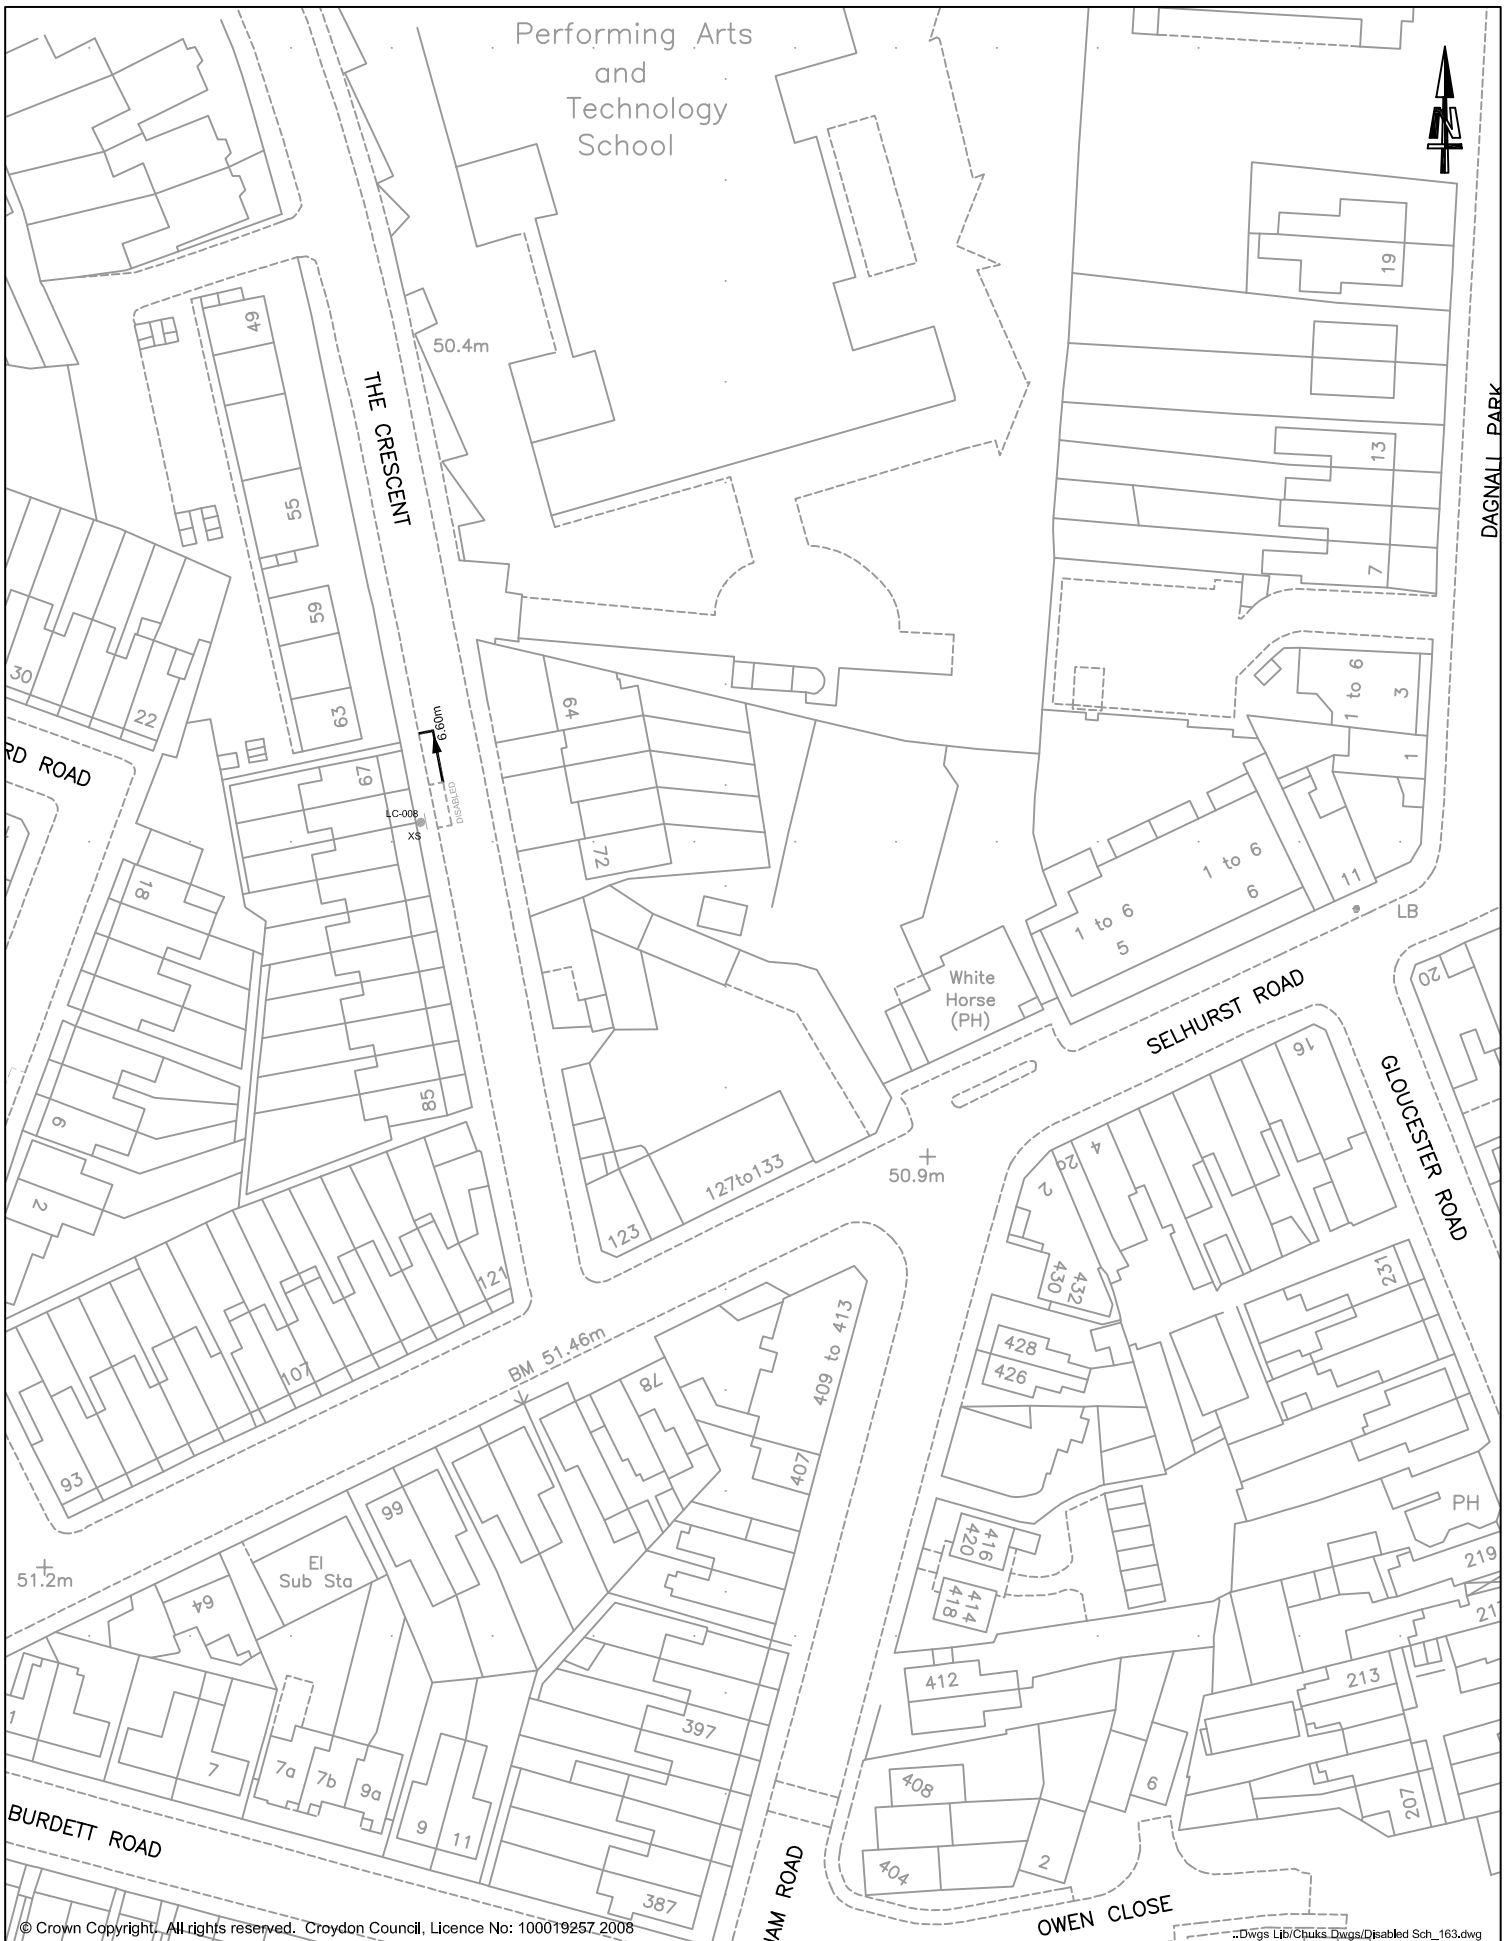 Performing Arts
and
Technology
School
N
49
19
50.4m
THE CRESCENT
DAGNALL PARK
13
55
7
59
30
22
63
64
1 to 6
3
1
RD ROAD
6.60m
67
DISABLED
LC-008
XS
72
1 to 6
6
11
18
1 to 6
5
LB
White
Horse
(PH)
20
SELHURST ROAD
16
GLOUCESTER ROAD
85
6
4
2c
2
50.9m
127to133
123
2
121
430
432
231
BM 51.46m
409 to 413
428
426
107
78
407
93
99
PH
El
Sub Sta
51.2m
420
416
219
64
418
414
21
412
213
397
1
7
7a
7b
9a
408
6
207
BURDETT ROAD
9
11
404
2
387
AM ROAD
OWEN CLOSE
© Crown Copyright. All rights reserved. Croydon Council, Licence No: 100019257 2008
..Dwgs Lib/Chuks Dwgs/Disabled Sch_163.dwg